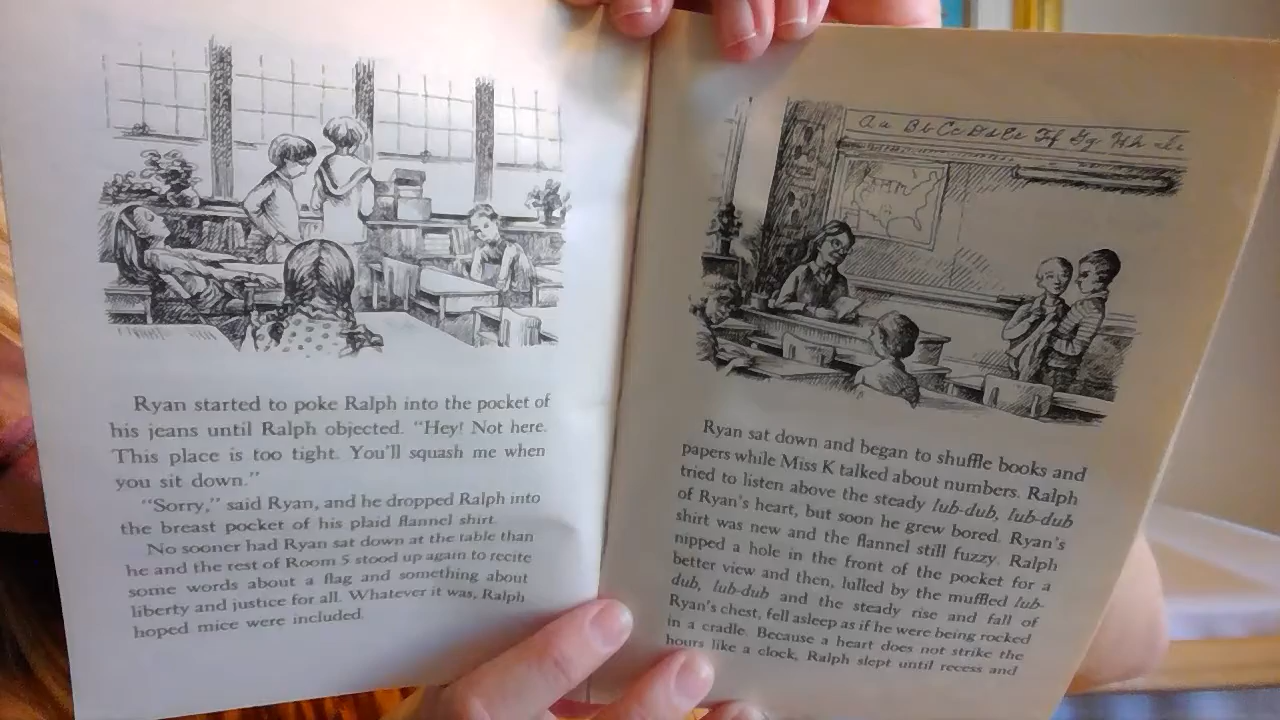 Ryan started to poke Ralph into the pocket of
his jeans until Ralph objected. "Hey! Not here.
This place is too tight. You'll squash me when
you sit down."
"Sorry," said Ryan, and he dropped Ralph into
the breast pocket of his plaid flannel shirt.
No sooner had Ryan sat down at the table than
he and the rest of Room 5 stood up again to recite
some words about a flag and something about
liberty and justice for all. Whatever it was, Ralph
hoped mice were included.
Aa Bb Cc Dd Ee Ff Gg Hh
Ryan sat down and began to shuffle books and
papers while Miss K talked about numbers. Ralph
tried to listen above the steady lub-dub, lub-dub
of Ryan's heart, but soon he grew bored. Ryan's
shirt was new and the flannel still fuzzy. Ralph
nipped a hole in the front of the pocket for a
better view and then, lulled by the muffled lub-
dub, lub-dub and the steady rise and fall of
Ryan's chest, fell asleep as if he were being rocked
in a cradle. Because a heart does not strike the
hours like a clock, Ralph slept until recess and